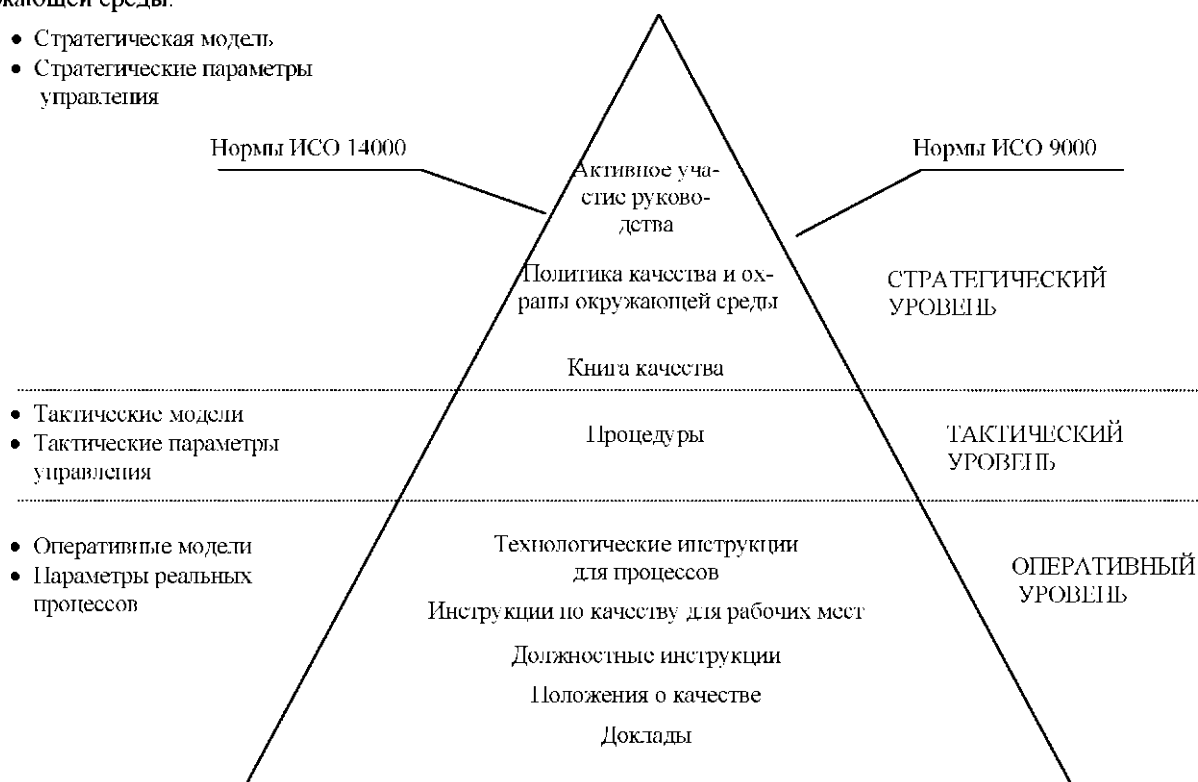 жающей среды.
• Стратегическая модель
• Стратегические параметры
управления
Нормы ИСО 14000
Нормы ИСО 9000
Активное уча-
стие руково-
дства
Политика качества и ох-
раны окружающей среды
СТРАТЕГИЧЕСКИЙ
УРОВЕНЬ
Книга качества
• Тактические модели
• Тактические параметры
управления
Процедуры
ТАКТИЧЕСКИЙ
УРОВЕНЬ
• Оперативные модели
• Параметры реальных
процессов
Технологические инструкции
для процессов
ОПЕРАТИВНЫЙ
УРОВЕНЬ
Инструкции по качеству для рабочих мест
Должностные инструкции
Положения о качестве
Доклады